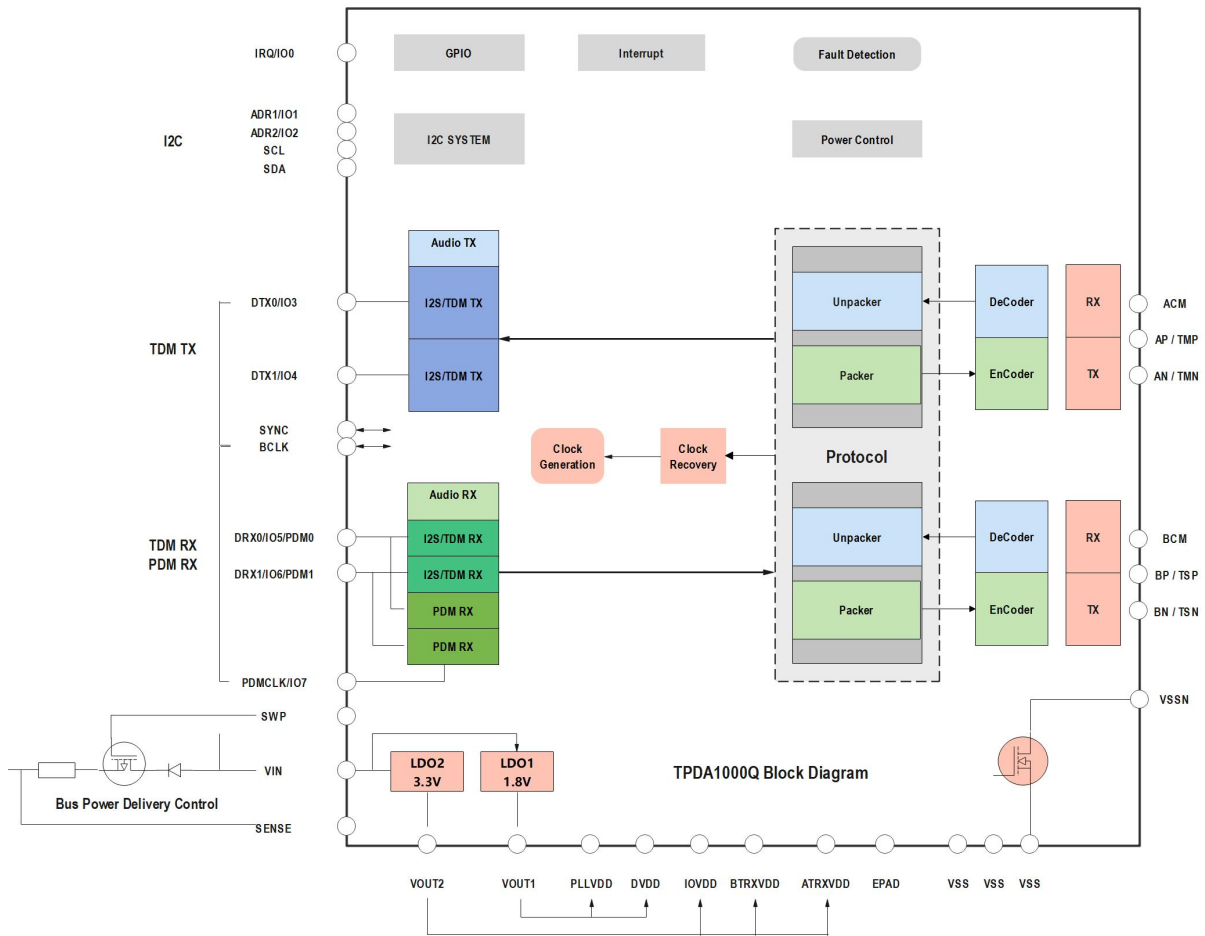 IRQ/IO0
GPIO
Interrupt
Fault Detection
I2C
ADR1/IO1
ADR2/IO2
SCL
SDA
I2C SYSTEM
Power Control
Audio TX
TDM TX
DTX0/IO3
I2S/TDM TX
DTX1/IO4
I2S/TDM TX
Unpacker
DeCoder
RX
ACM
AP / TMP
Packer
EnCoder
TX
AN / TMN
SYNC
BCLK
Clock
Generation
Clock
Recovery
Protocol
Audio RX
TDM RX
PDM RX
DRX0/IO5/PDM0
I2S/TDM RX
DRX1/IO6/PDM1
I2S/TDM RX
PDM RX
PDM RX
Unpacker
DeCoder
RX
BCM
BP / TSP
Packer
EnCoder
TX
BN / TSN
PDMCLK/IO7
VSSN
SWP
VIN
LDO2
3.3V
LDO1
1.8V
TPDA1000Q Block Diagram
Bus Power Delivery Control
SENSE
VOUT2
VOUT1
PLLVDD
DVDD
IOVDD
BTRXVDD
ATRXVDD
EPAD
VSS
VSS
VSS